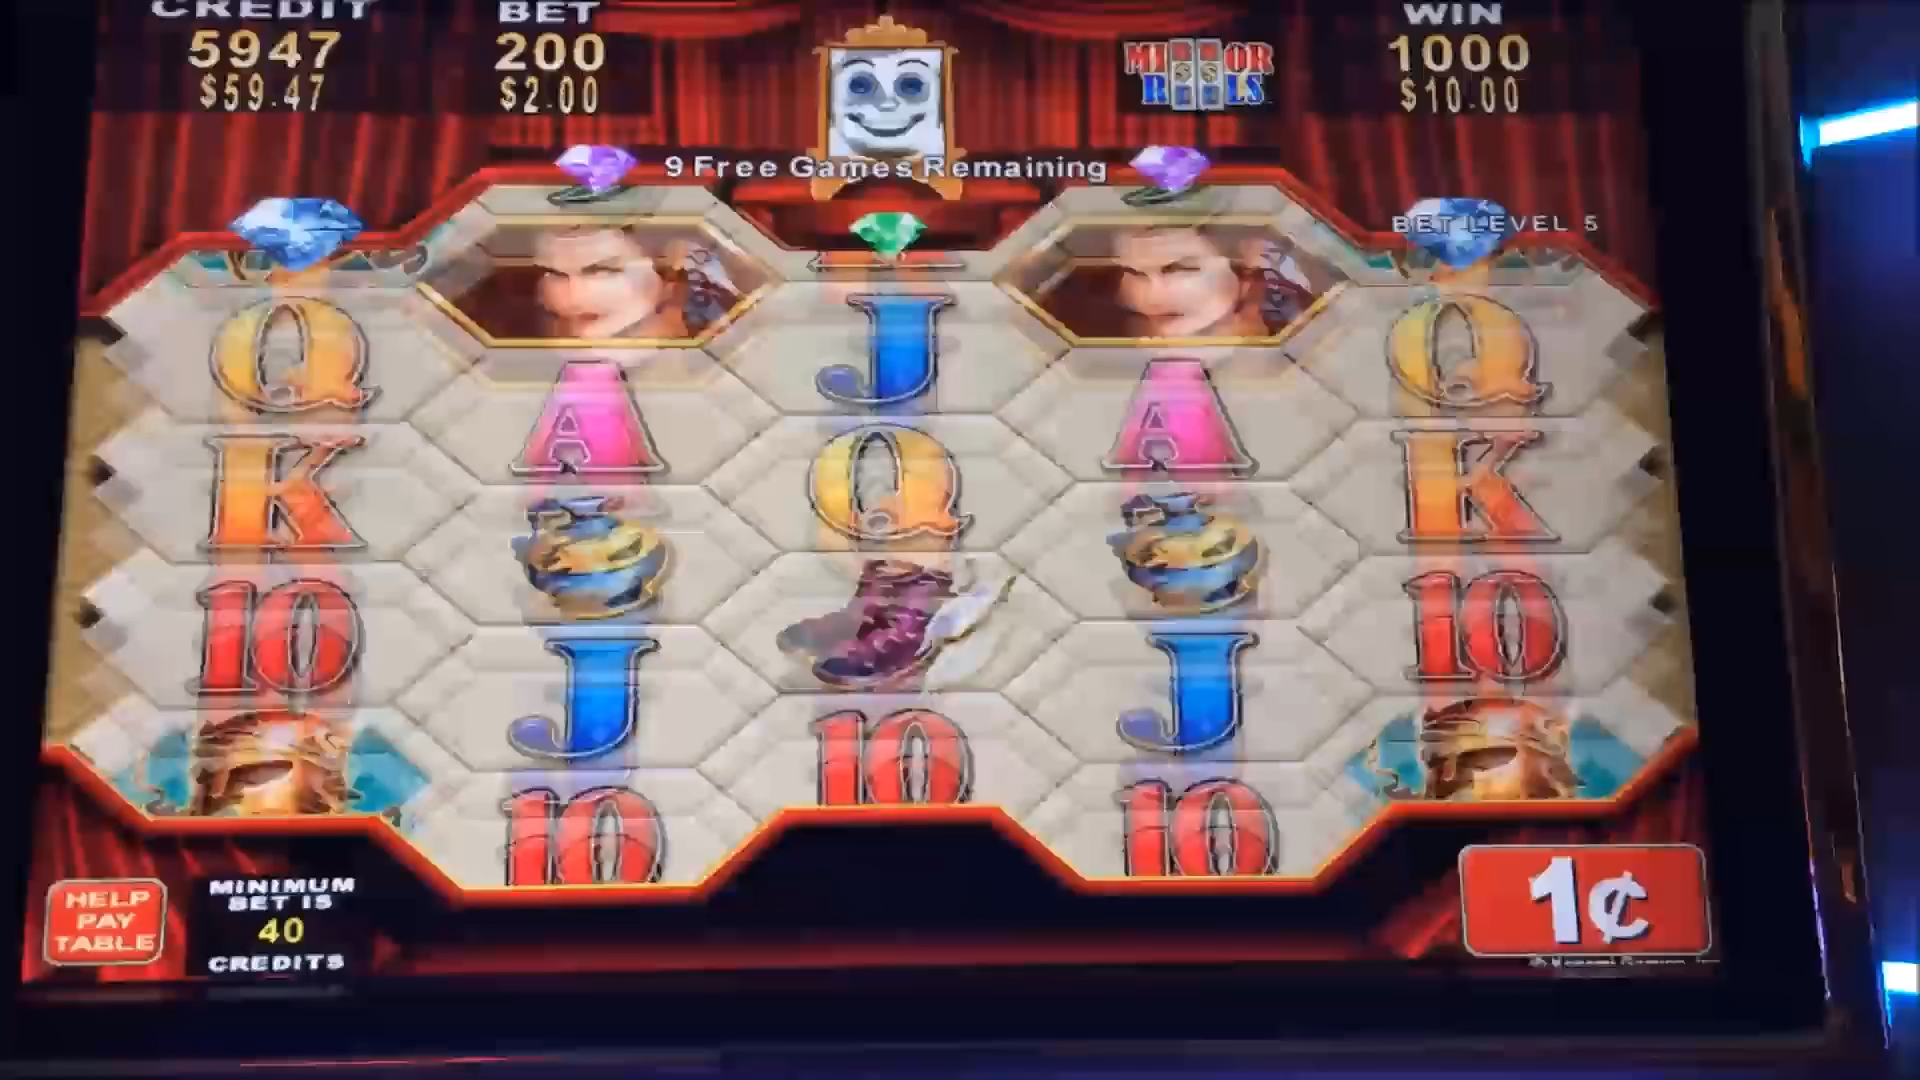 CREDIT
5947
$59.47
BET
200
$2.00
MIRROR
REELS
WIN
1000
$10.00
9 Free Games Remaining
BET LEVEL 5
J
Q
A
A
Q
K
Q
K
10
J
J
10
10
10
10
HELP
PAY
TABLE
MINIMUM
BET IS
40
CREDITS
1¢